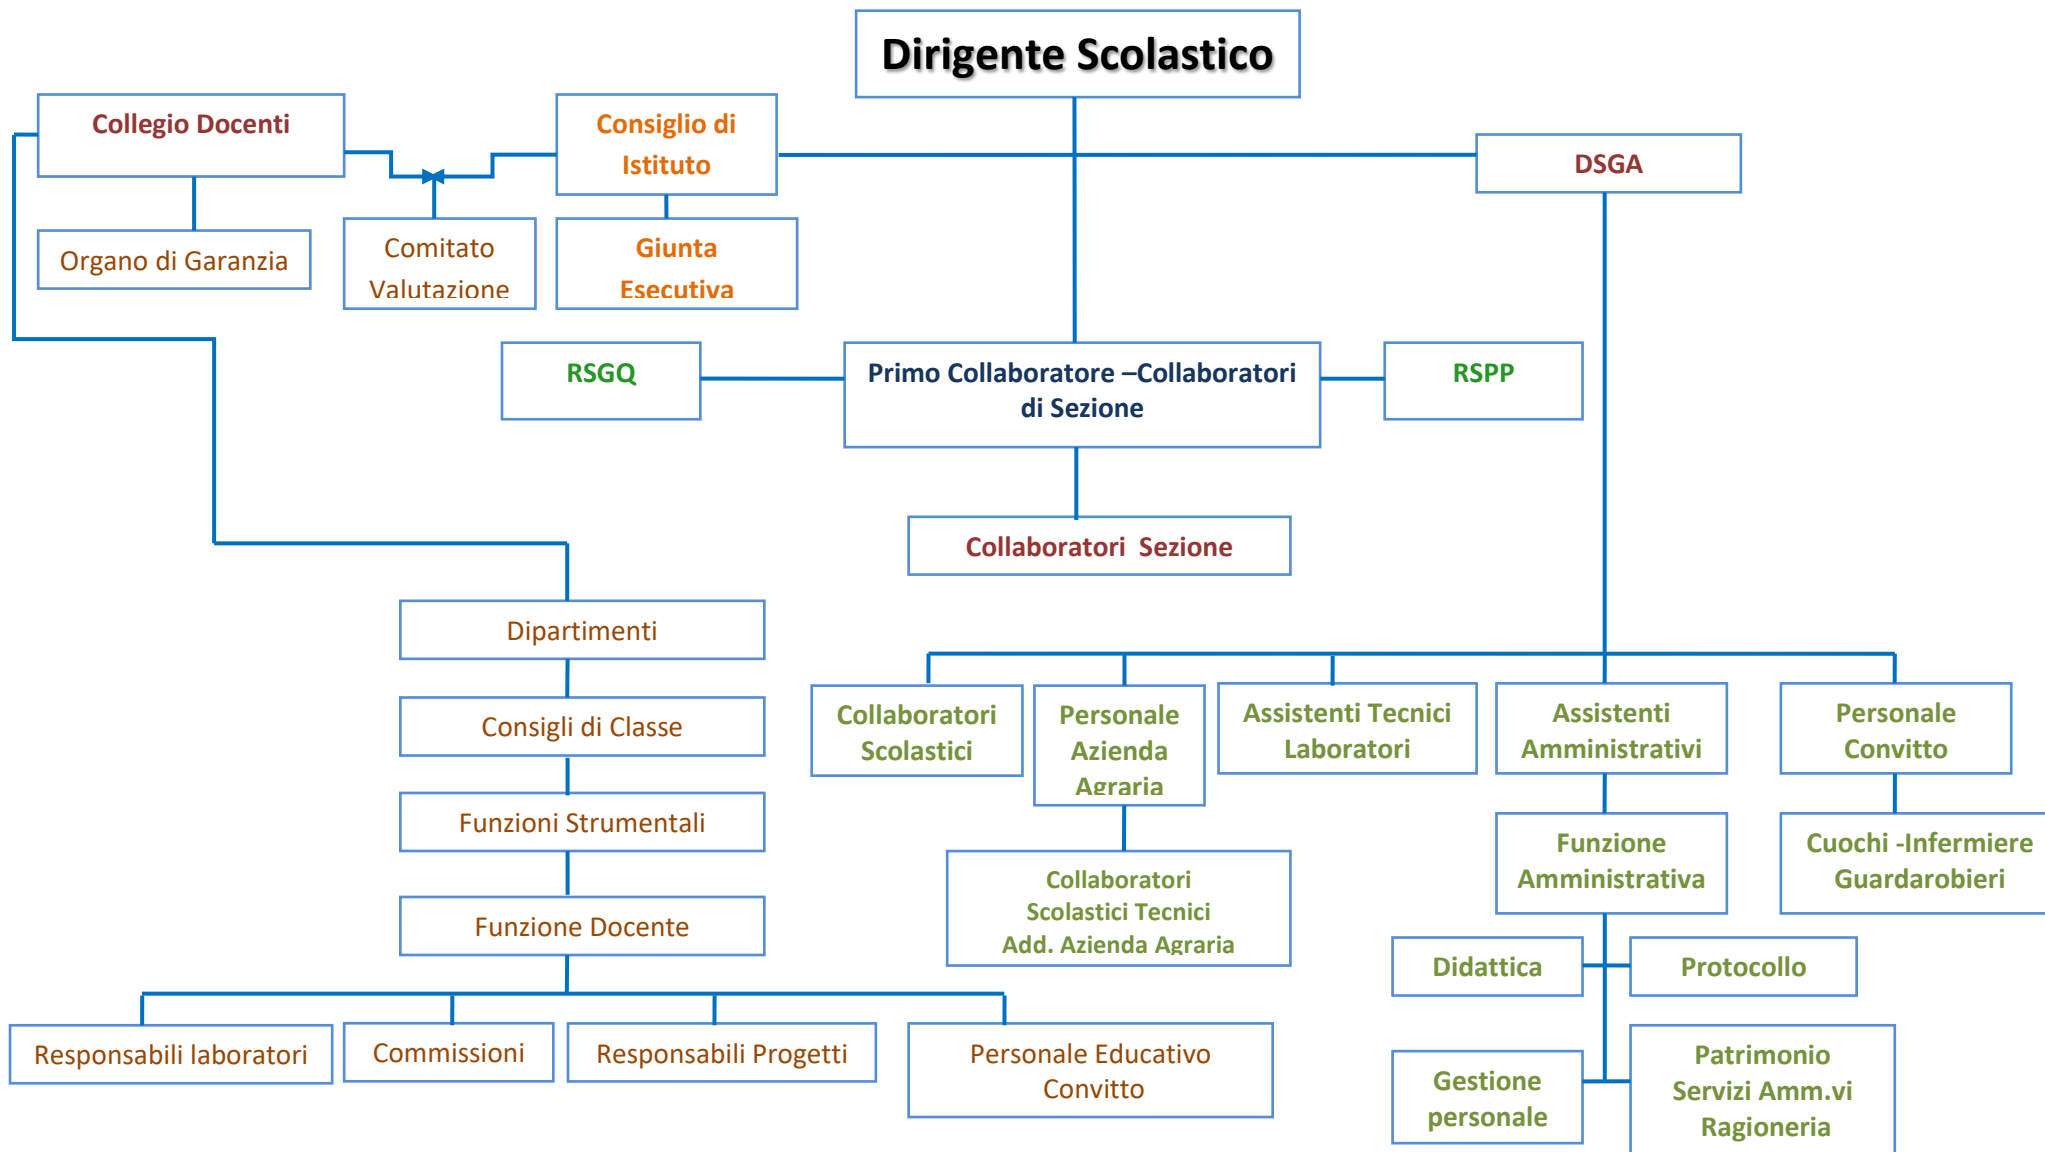 Dirigente Scolastico
Collegio Docenti
Consiglio di
Istituto
DSGA
Organo di Garanzia
Comitato
Valutazione
Giunta
Esecutiva
RSGQ
Primo Collaboratore –Collaboratori
di Sezione
RSPP
Collaboratori  Sezione
Dipartimenti
Consigli di Classe
Funzioni Strumentali
Funzione Docente
Responsabili laboratori
Commissioni
Responsabili Progetti
Personale Educativo
Convitto
Collaboratori
Scolastici
Personale
Azienda
Agraria
Assistenti Tecnici
Laboratori
Assistenti
Amministrativi
Personale
Convitto
Collaboratori
Scolastici Tecnici
Add. Azienda Agraria
Funzione
Amministrativa
Cuochi -Infermiere
Guardarobieri
Didattica
Protocollo
Gestione
personale
Patrimonio
Servizi Amm.vi
Ragioneria